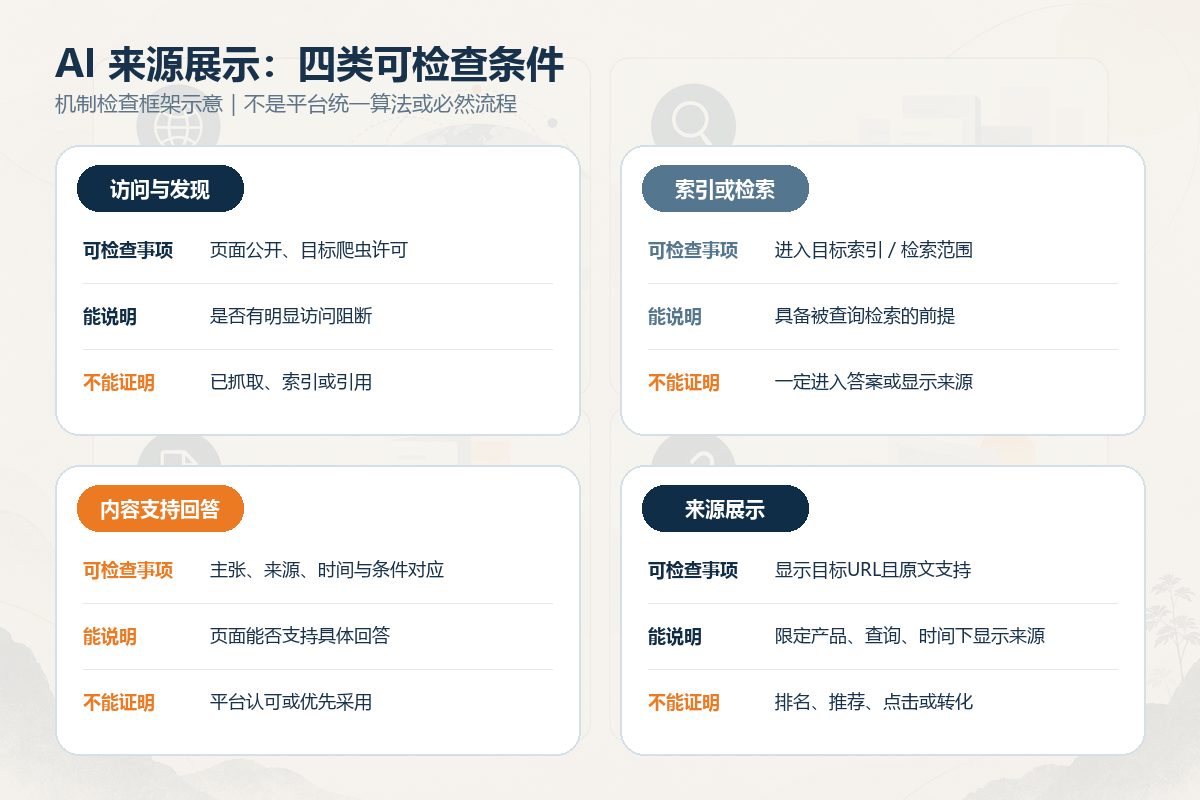 AI 来源展示：四类可检查条件
机制检查框架示意 | 不是平台统一算法或必然流程
访问与发现
可检查事项 页面公开、目标爬虫许可
能说明 是否有明显访问阻断
不能证明 已抓取、索引或引用
索引或检索
可检查事项 进入目标索引 / 检索范围
能说明 具备被查询检索的前提
不能证明 一定进入答案或显示来源
内容支持回答
可检查事项 主张、来源、时间与条件对应
能说明 页面能否支持具体回答
不能证明 平台认可或优先采用
来源展示
可检查事项 显示目标URL且原文支持
能说明 限定产品、查询、时间下显示来源
不能证明 排名、推荐、点击或转化